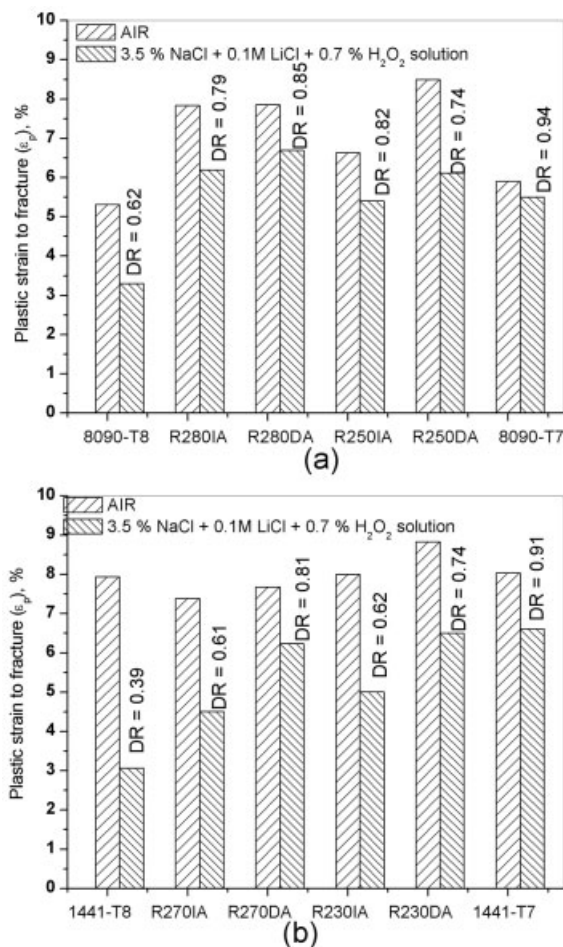 10
9
8
7
6
5
4
3
2
1
0
Plastic strain to fracture (εp), %
AIR
3.5 % NaCl + 0.1M LiCl + 0.7 % H₂O₂ solution
DR = 0.62
DR = 0.79
DR = 0.85
DR = 0.82
DR = 0.74
DR = 0.94
8090-T8 R280IA R280DA R250IA R250DA 8090-T7
(a)
10
9
8
7
6
5
4
3
2
1
0
Plastic strain to fracture (εp), %
AIR
3.5 % NaCl + 0.1M LiCl + 0.7 % H₂O₂ solution
DR = 0.39
DR = 0.61
DR = 0.81
DR = 0.62
DR = 0.74
DR = 0.91
1441-T8 R270IA R270DA R230IA R230DA 1441-T7
(b)